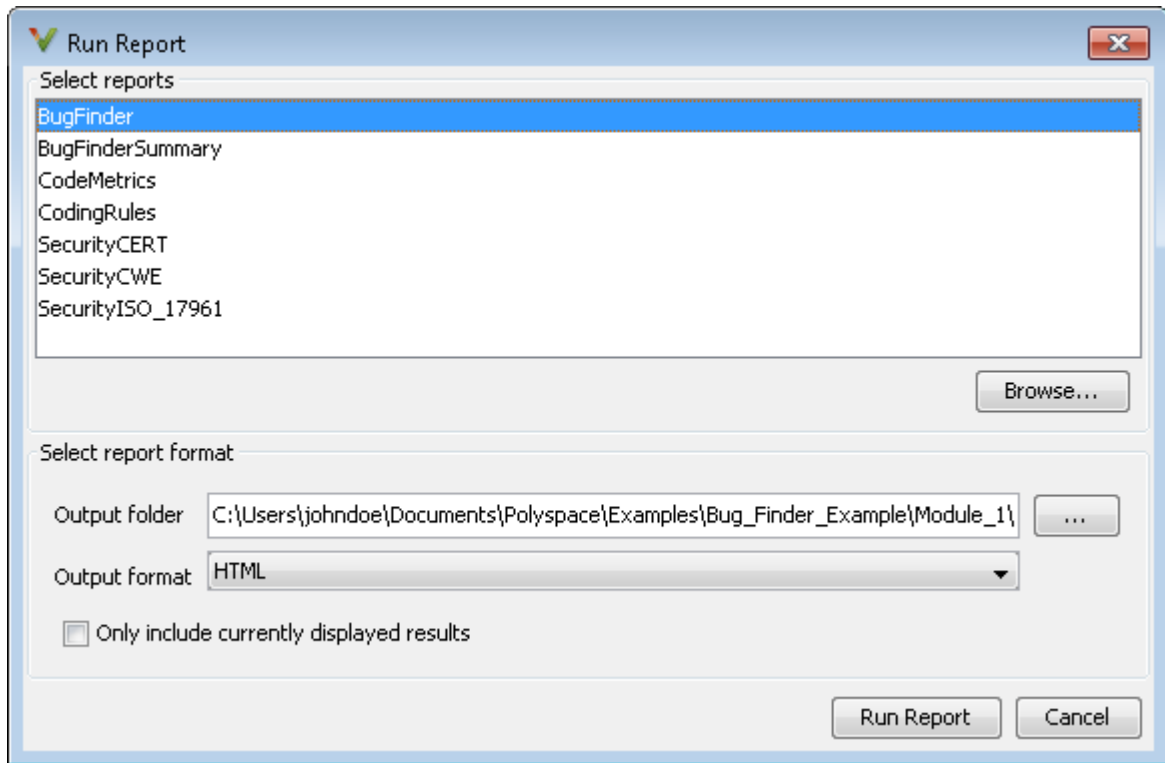 Run Report
Select reports
BugFinder
BugFinderSummary
CodeMetrics
CodingRules
SecurityCERT
SecurityCWE
SecurityISO_17961
Browse...
Select report format
Output folder C:\Users\johndoe\Documents\Polyspace\Examples\Bug_Finder_Example\Module_1\ ...
Output format HTML
Only include currently displayed results
Run Report Cancel